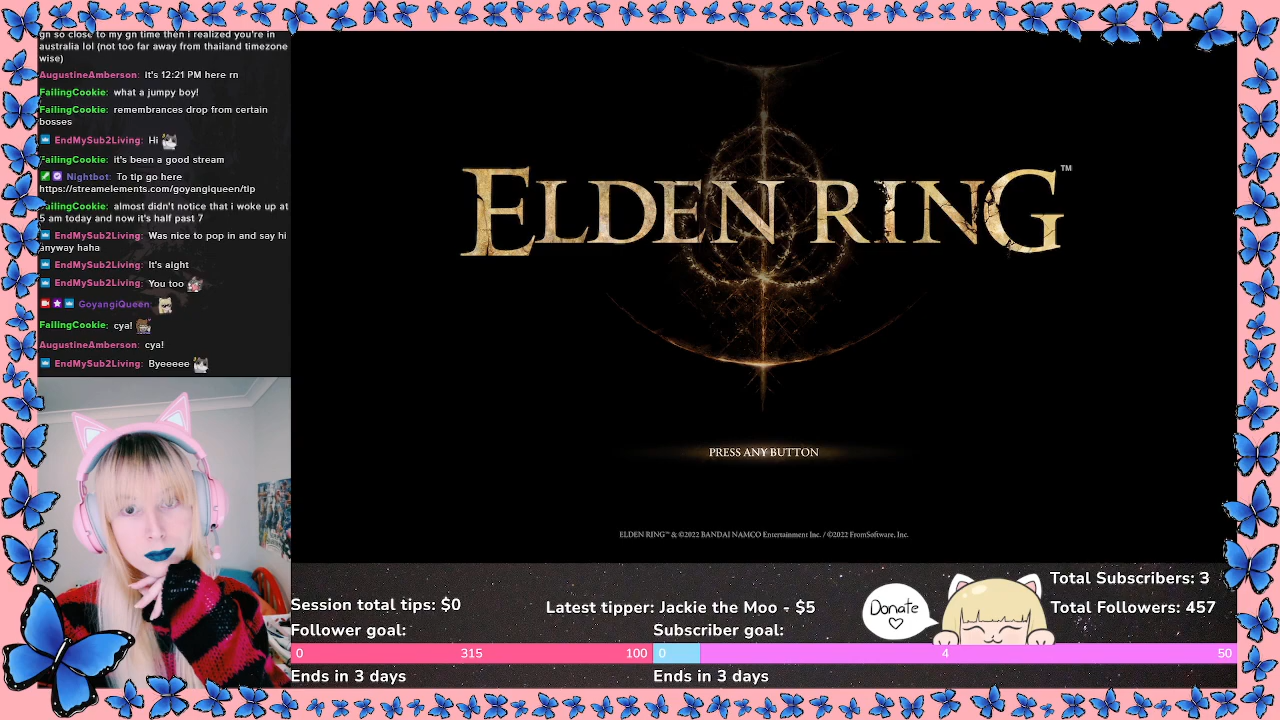 gn so close to my gn time then i realized you're in
australia lol (not too far away from thailand timezone
wise)
AugustineAmberson: it's 12:21 PM here rn
FailingCookie: what a jumpy boy!
FailingCookie: remembrances drop from certain
bosses
EndMySub2Living: Hi
FailingCookie: it's been a good stream
Nightbot: To tip go here
https://streamelements.com/goyangiqueen/tip
FailingCookie: almost didn't notice that i woke up at
5 am today and now it's half past 7
EndMySub2Living: Was nice to pop in and say hi
anyway haha
EndMySub2Living: It's aight
EndMySub2Living: You too
GoyangiQueen:
FailingCookie: cya!
AugustineAmberson: cya!
EndMySub2Living: Byeeeee
ELDEN RING™
PRESS ANY BUTTON
ELDEN RING™ & ©2022 BANDAI NAMCO Entertainment Inc. / ©2022 FromSoftware, Inc.
Session total tips: $0
Latest tipper: Jackie the Moo - $5
Donate
Total Subscribers: 3
Total Followers: 457
Follower goal:
0 315 100
Ends in 3 days
Subscriber goal:
0 4 50
Ends in 3 days